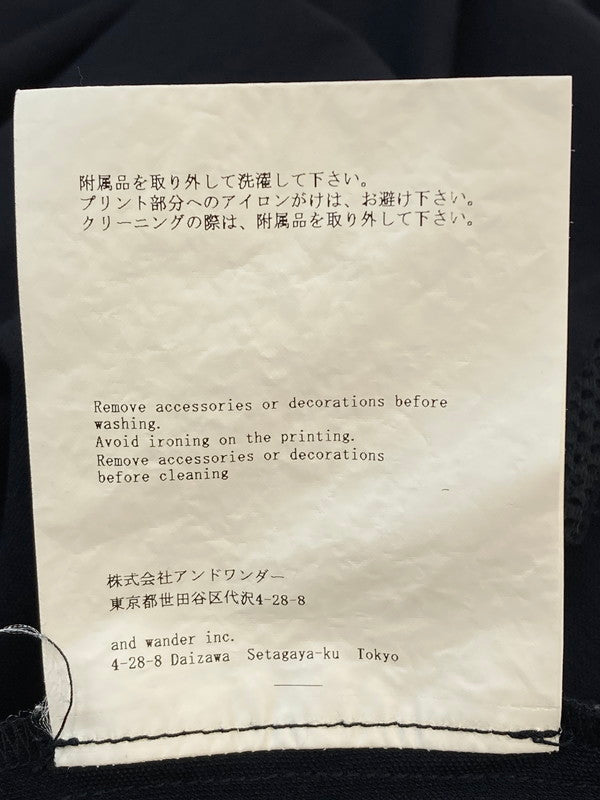 附属品を取り外して洗濯して下さい。
プリント部分へのアイロンがけは、お避け下さい。
クリーニングの際は、附属品を取り外して下さい。
Remove accessories or decorations before
washing.
Avoid ironing on the printing.
Remove accessories or decorations
before cleaning
株式会社アンドワンダー
東京都世田谷区代沢4-28-8
and wander inc.
4-28-8 Daizawa Setagaya-ku Tokyo